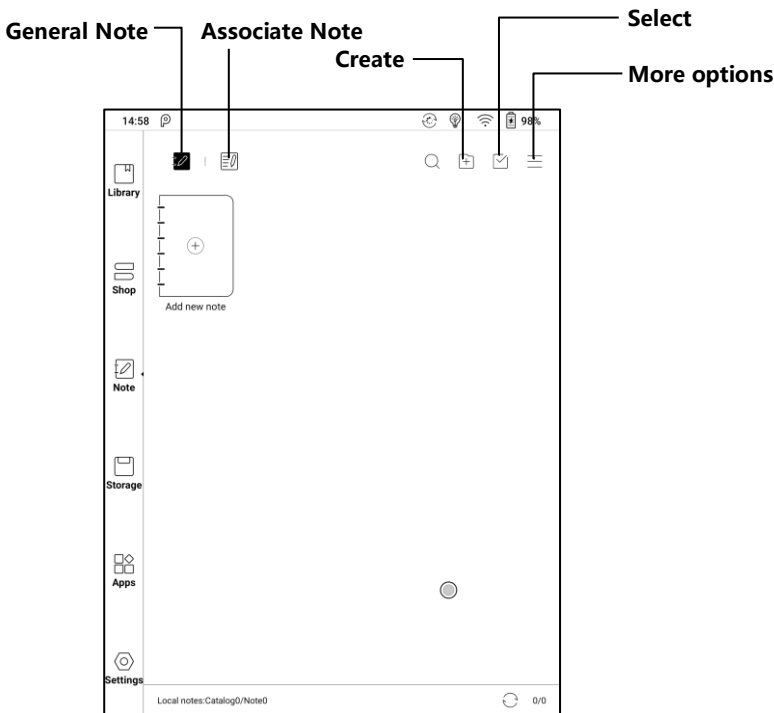 General Note
Associate Note
Create
Select
More options
14:58
98%
Library
Shop
Note
Storage
Apps
Settings
Add new note
Local notes:Catalog0/Note0
0/0